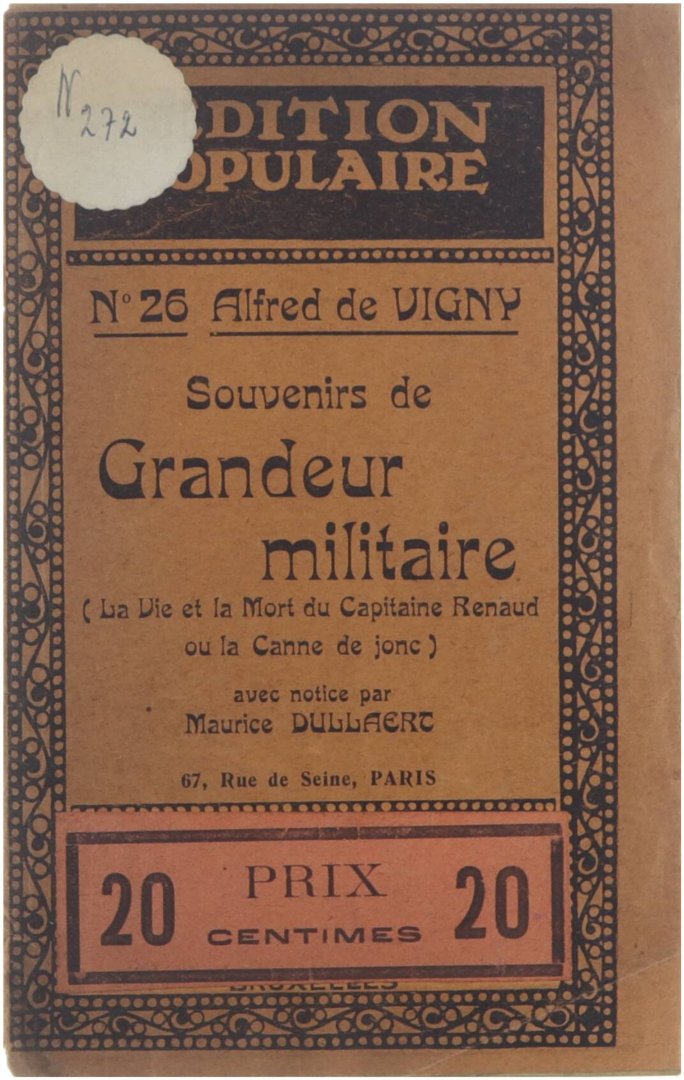 N
272
EDITION
POPULAIRE
N° 26 Alfred de VIGNY
Souvenirs de
Grandeur
militaire
( La Vie et la Mort du Capitaine Renaud
ou la Canne de jonc )
avec notice par
Maurice DULLAERT
67, Rue de Seine, PARIS
20 PRIX 20
CENTIMES
BRUXELLES